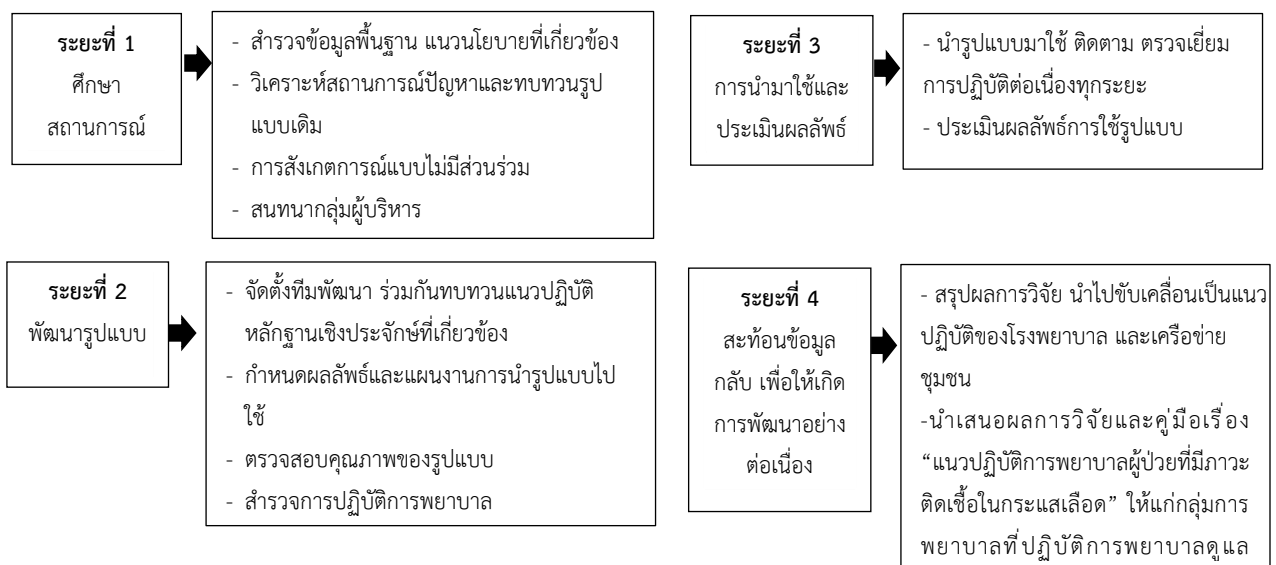 ระยะที่ 1
ศึกษา
สถานการณ์
- สำรวจข้อมูลพื้นฐาน แนวนโยบายที่เกี่ยวข้อง
- วิเคราะห์สถานการณ์ปัญหาและทบทวนรูป
แบบเดิม
- การสังเกตการณ์แบบไม่มีส่วนร่วม
- สนทนากลุ่มผู้บริหาร
ระยะที่ 2
พัฒนารูปแบบ
- จัดตั้งทีมพัฒนา ร่วมกันทบทวนแนวปฏิบัติ
หลักฐานเชิงประจักษ์ที่เกี่ยวข้อง
- กำหนดผลลัพธ์และแผนงานการนำรูปแบบไป
ใช้
- ตรวจสอบคุณภาพของรูปแบบ
- สำรวจการปฏิบัติการพยาบาล
ระยะที่ 3
การนำมาใช้และ
ประเมินผลลัพธ์
- นำรูปแบบมาใช้ ติดตาม ตรวจเยี่ยม
การปฏิบัติต่อเนื่องทุกระยะ
- ประเมินผลลัพธ์การใช้รูปแบบ
ระยะที่ 4
สะท้อนข้อมูล
กลับ เพื่อให้เกิด
การพัฒนาอย่าง
ต่อเนื่อง
- สรุปผลการวิจัย นำไปขับเคลื่อนเป็นแนว
ปฏิบัติของโรงพยาบาล และเครือข่าย
ชุมชน
-นำเสนอผลการวิจัยและคู่มือเรื่อง
“แนวปฏิบัติการพยาบาลผู้ป่วยที่มีภาวะ
ติดเชื้อในกระแสเลือด” ให้แก่กลุ่มการ
พยาบาลที่ปฏิบัติการพยาบาลดูแล